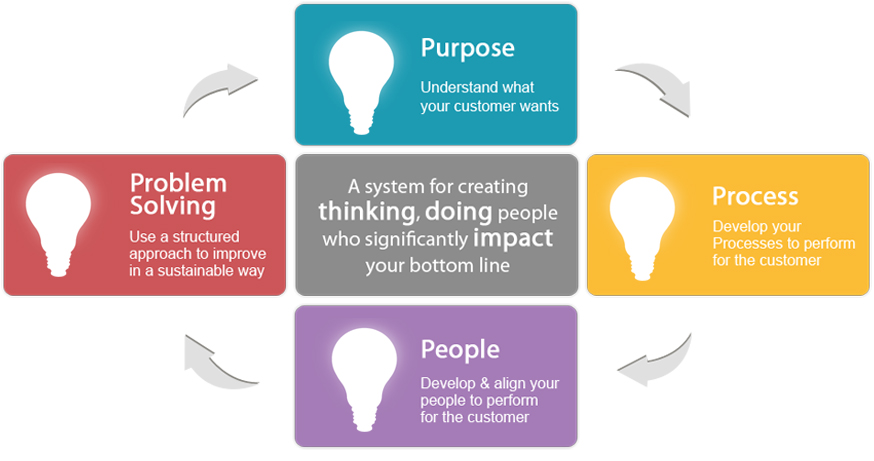 Purpose
Understand what
your customer wants
Problem
Solving
Use a structured
approach to improve
in a sustainable way
A system for creating
thinking, doing people
who significantly impact
your bottom line
Process
Develop your
Processes to perform
for the customer
People
Develop & align your
people to perform
for the customer